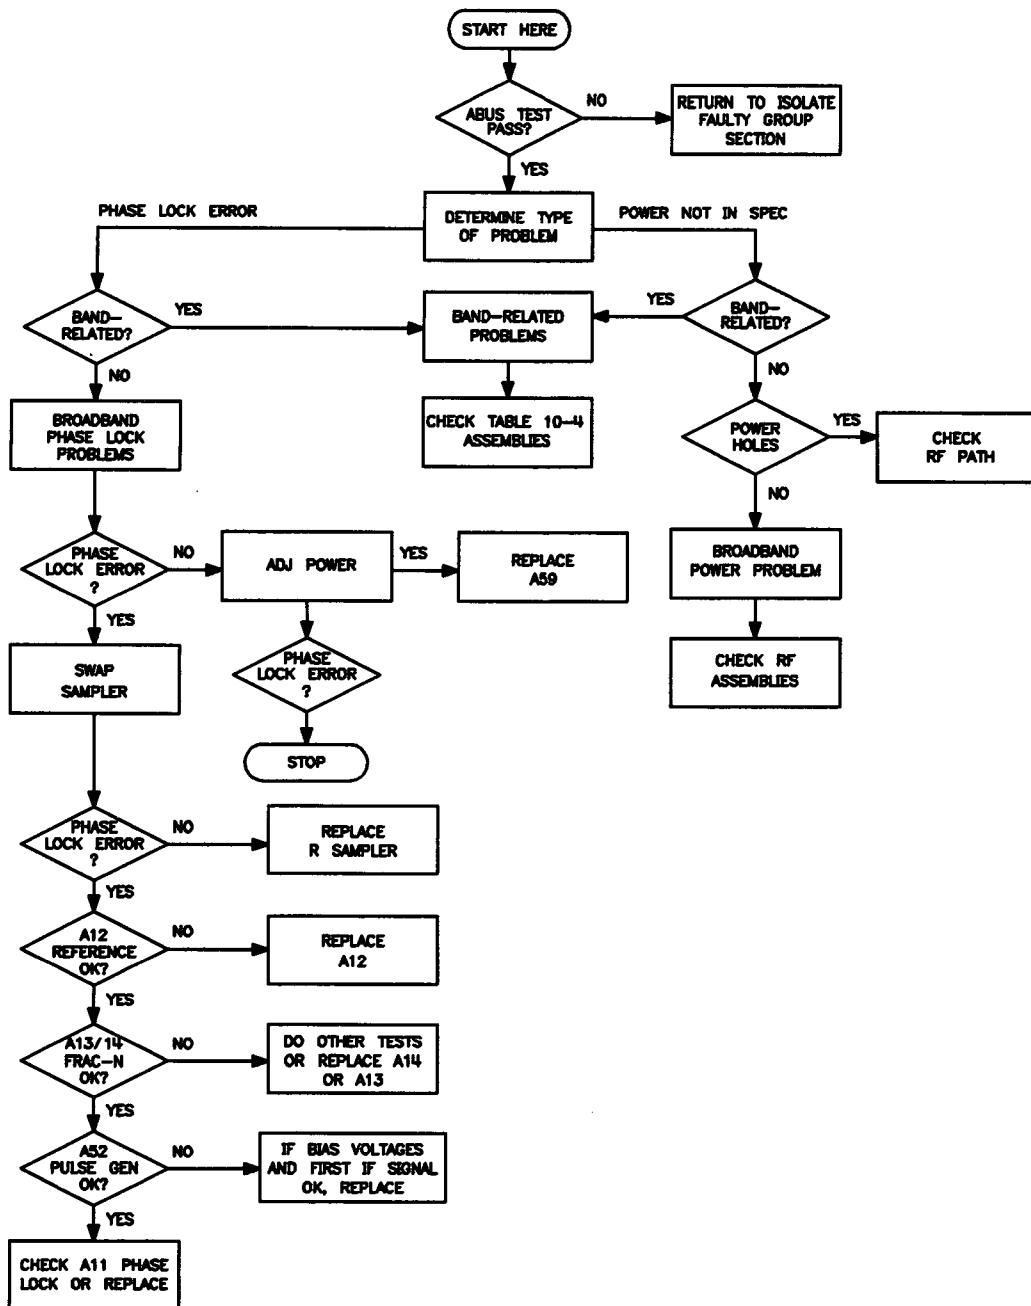 START HERE
ABUS TEST
PASS?
NO
RETURN TO ISOLATE
FAULTY GROUP
SECTION
YES
PHASE LOCK ERROR
DETERMINE TYPE
OF PROBLEM
POWER NOT IN SPEC
BAND-
RELATED?
YES
BAND-RELATED
PROBLEMS
YES
BAND-
RELATED?
NO
NO
BROADBAND
PHASE LOCK
PROBLEMS
CHECK TABLE 10-4
ASSEMBLIES
POWER
HOLES
YES
CHECK
RF PATH
NO
PHASE
LOCK ERROR
?
NO
ADJ POWER
YES
REPLACE
A59
BROADBAND
POWER PROBLEM
YES
SWAP
SAMPLER
PHASE
LOCK ERROR
?
CHECK RF
ASSEMBLIES
STOP
PHASE
LOCK ERROR
?
NO
REPLACE
R SAMPLER
YES
A12
REFERENCE
OK?
NO
REPLACE
A12
YES
A13/14
FRAC-N
OK?
NO
DO OTHER TESTS
OR REPLACE A14
OR A13
YES
A52
PULSE GEN
OK?
NO
IF BIAS VOLTAGES
AND FIRST IF SIGNAL
OK, REPLACE
YES
CHECK A11 PHASE
LOCK OR REPLACE